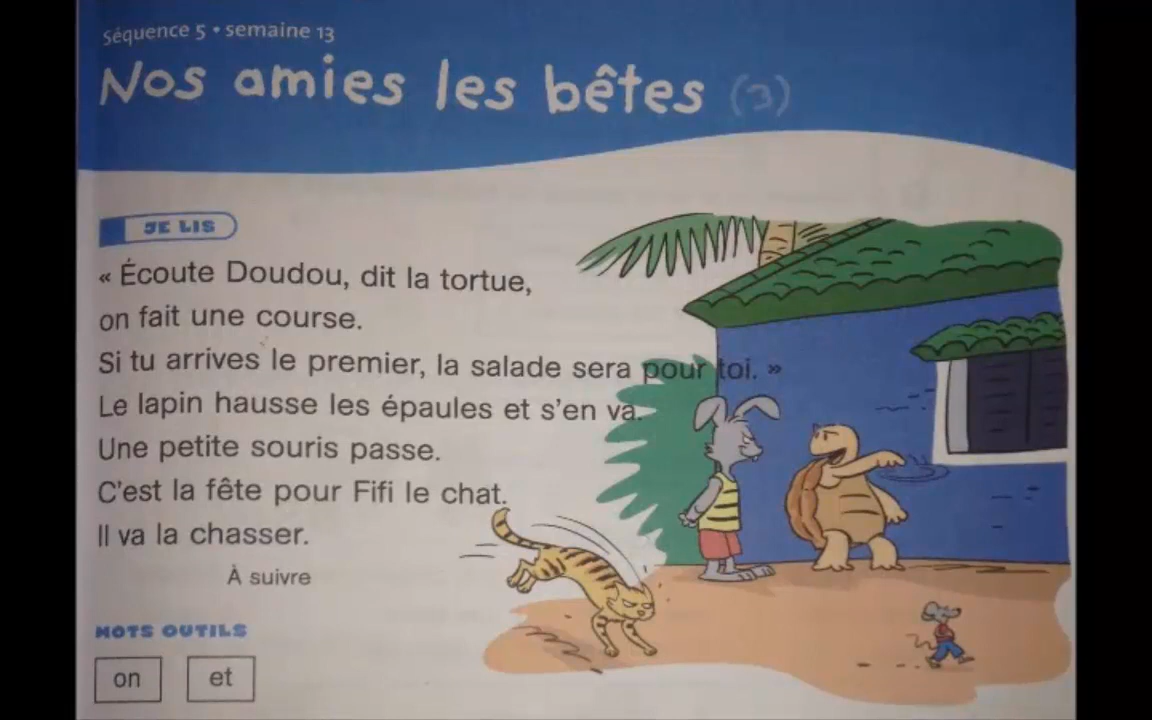 Séquence 5 • semaine 13
Nos amies les bêtes (3)
JE LIS
« Écoute Doudou, dit la tortue,
on fait une course.
Si tu arrives le premier, la salade sera pour toi. »
Le lapin hausse les épaules et s'en va.
Une petite souris passe.
C'est la fête pour Fifi le chat.
Il va la chasser.
À suivre
MOTS OUTILS
on et